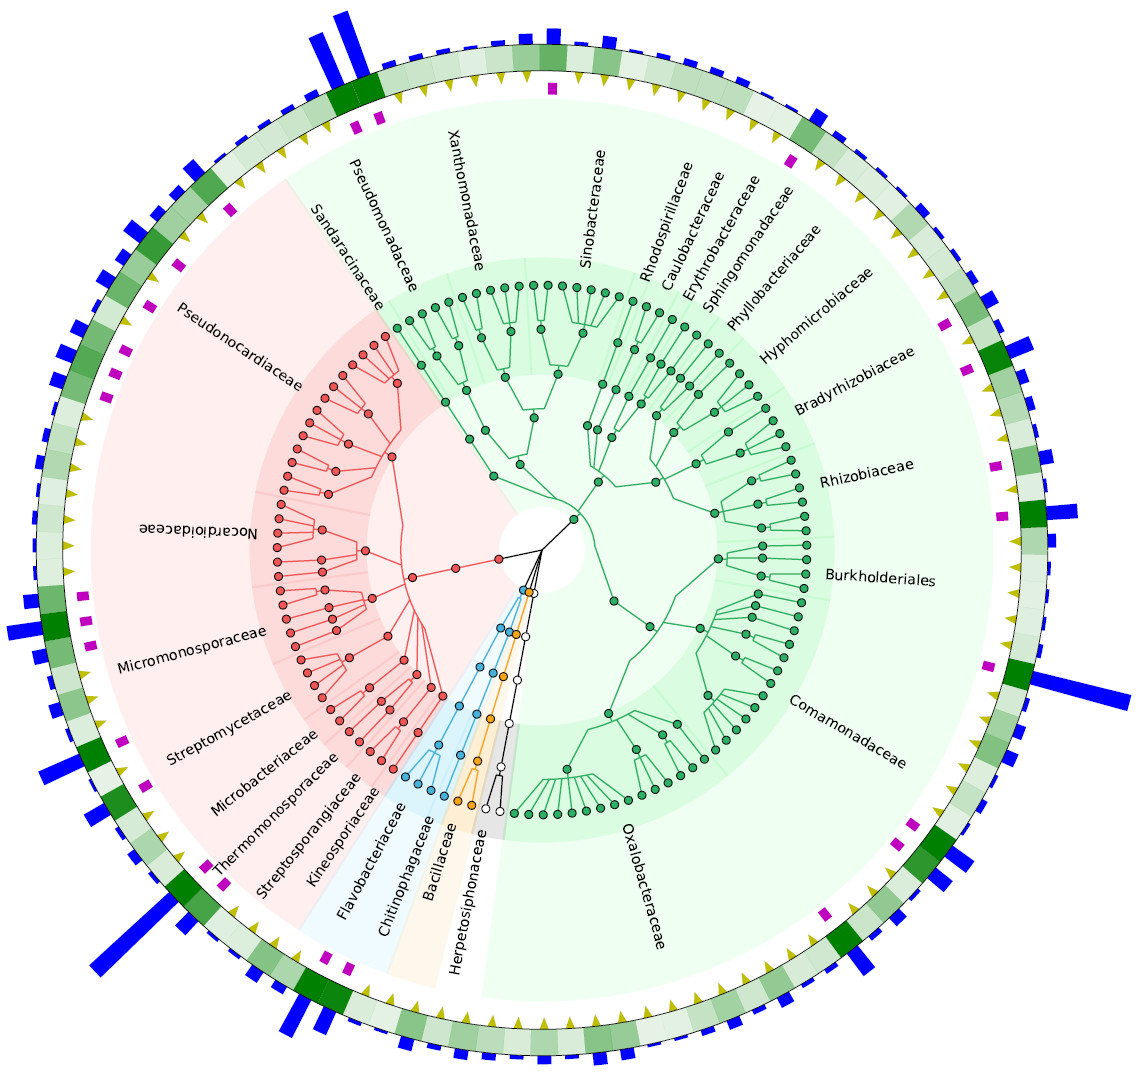 Sandaracinaceae
Pseudomonadaceae
Xanthomonadaceae
Sinobacteraceae
Rhodospirillaceae
Caulobacteraceae
Erythrobacteraceae
Sphingomonadaceae
Phyllobacteriaceae
Hyphomicrobiaceae
Bradyrhizobiaceae
Rhizobiaceae
Burkholderiales
Comamonadaceae
Oxalobacteraceae
Herpetosiphonaceae
Bacillaceae
Chitinophagaceae
Flavobacteriaceae
Kineosporiaceae
Streptosporangiaceae
Thermomonosporaceae
Microbacteriaceae
Streptomycetaceae
Micromonosporaceae
Nocardioidaceae
Pseudonocardiaceae